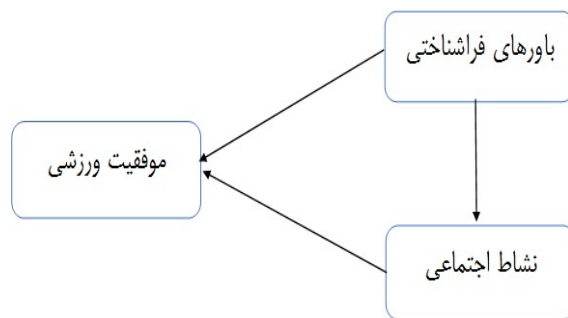 باورهای فراشناختی
موفقیت ورزشی
نشاط اجتماعی